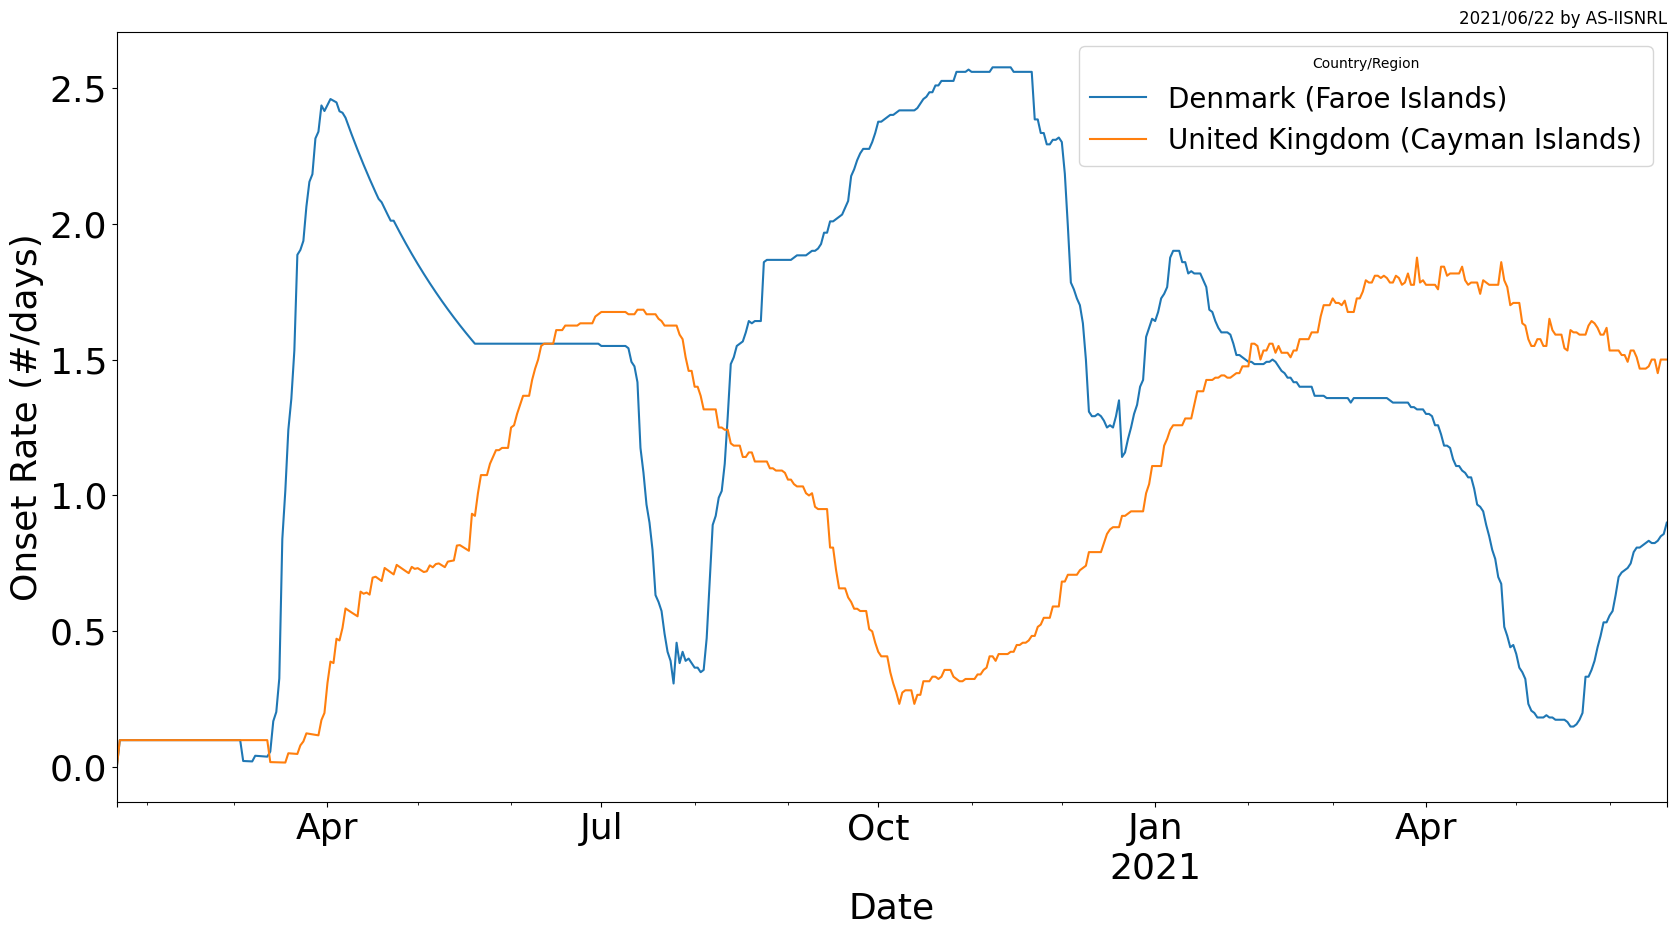 2021/06/22 by AS-IISNRL
Country/Region
Denmark (Faroe Islands)
United Kingdom (Cayman Islands)
Onset Rate (#/days)
2.5
2.0
1.5
1.0
0.5
0.0
Apr Jul Oct Jan Apr
2021
Date